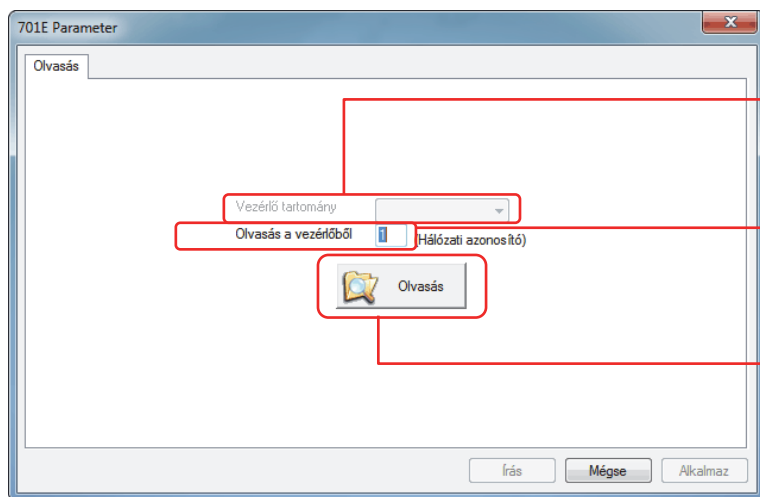 701E Parameter
Olvasás
Vezérlő tartomány
Olvasás a vezérlőből 1 (Hálózati azonosító)
Olvasás
Írás Mégse Alkalmaz